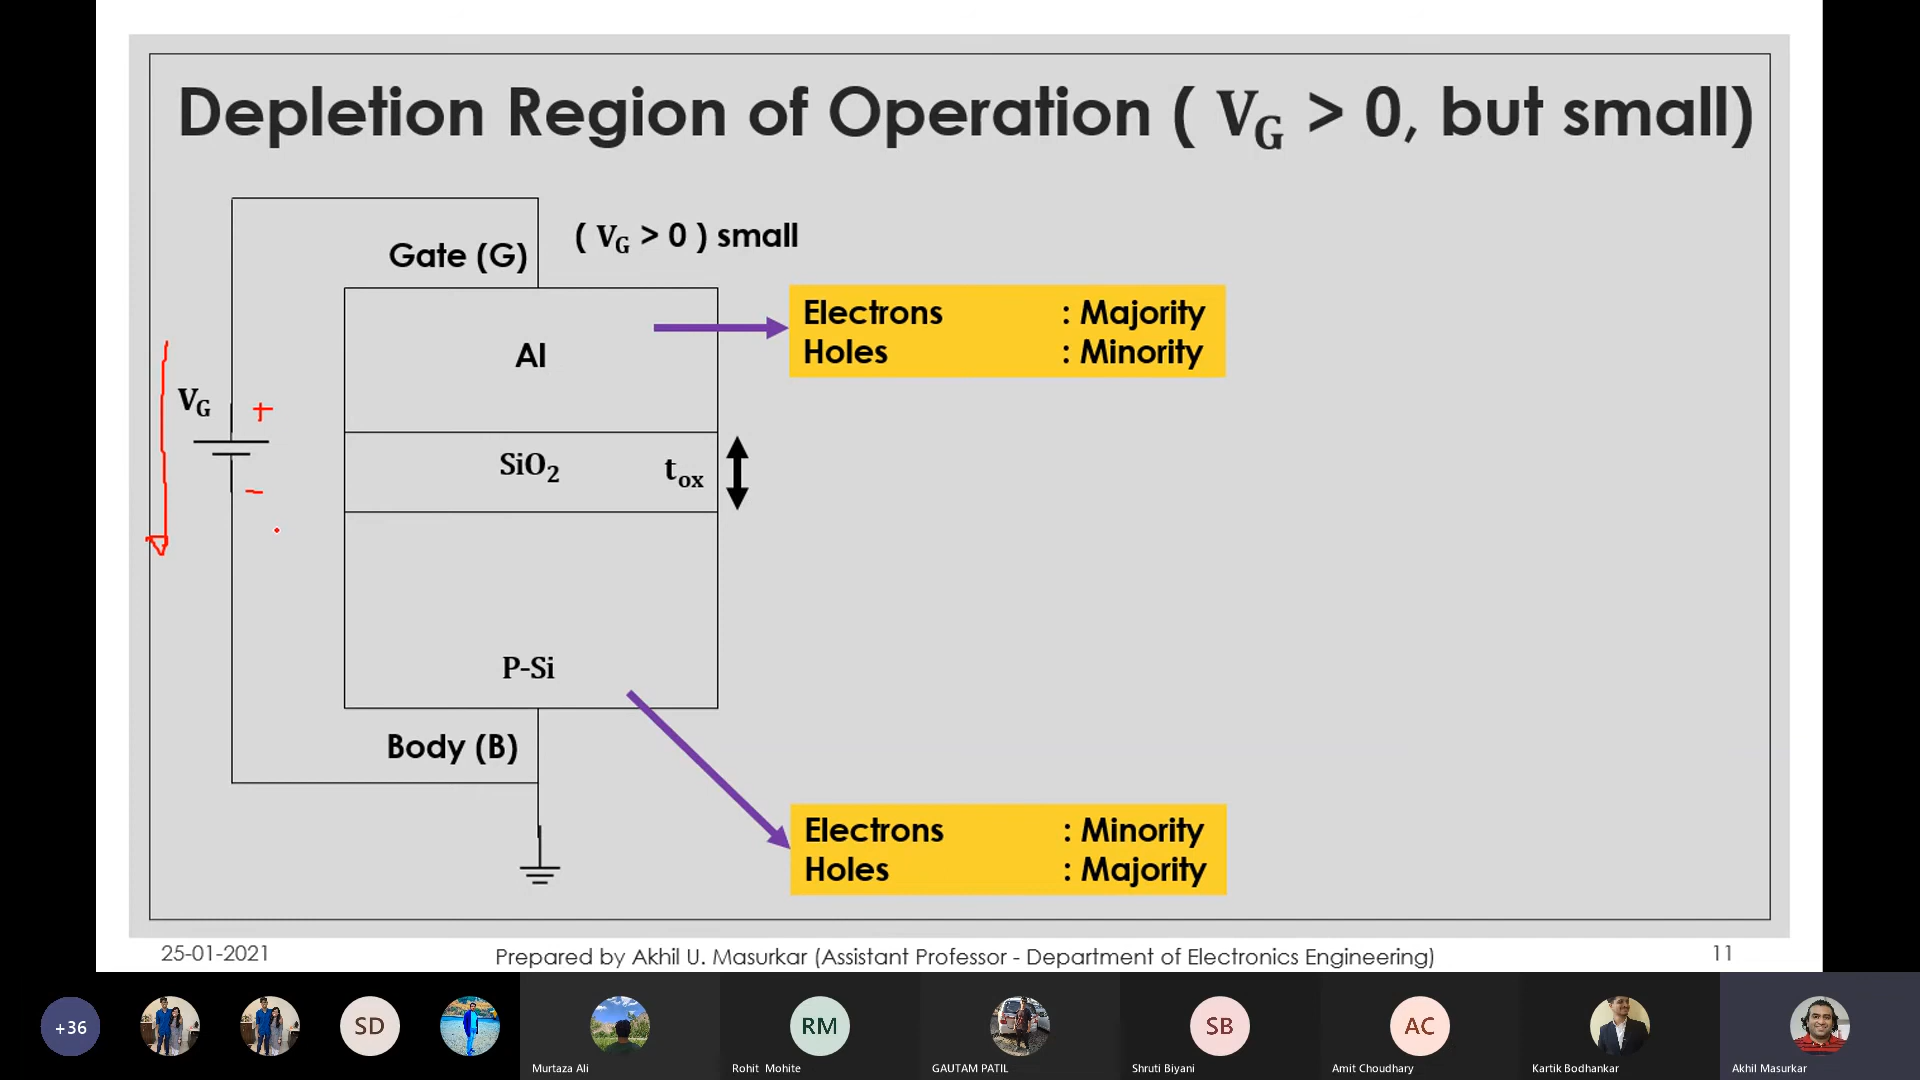 Depletion Region of Operation ( V_G > 0, but small)
( V_G > 0 ) small
Gate (G)
Electrons : Majority
Holes : Minority
Al
V_G
+
SiO₂
t_ox
-
P-Si
Body (B)
Electrons : Minority
Holes : Majority
25-01-2021
Prepared by Akhil U. Masurkar (Assistant Professor - Department of Electronics Engineering)
11
+36
SD
RM
SB
AC
Murtaza Ali
Rohit Mohite
GAUTAM PATIL
Shruti Biyani
Amit Choudhary
Kartik Bodhankar
Akhil Masurkar